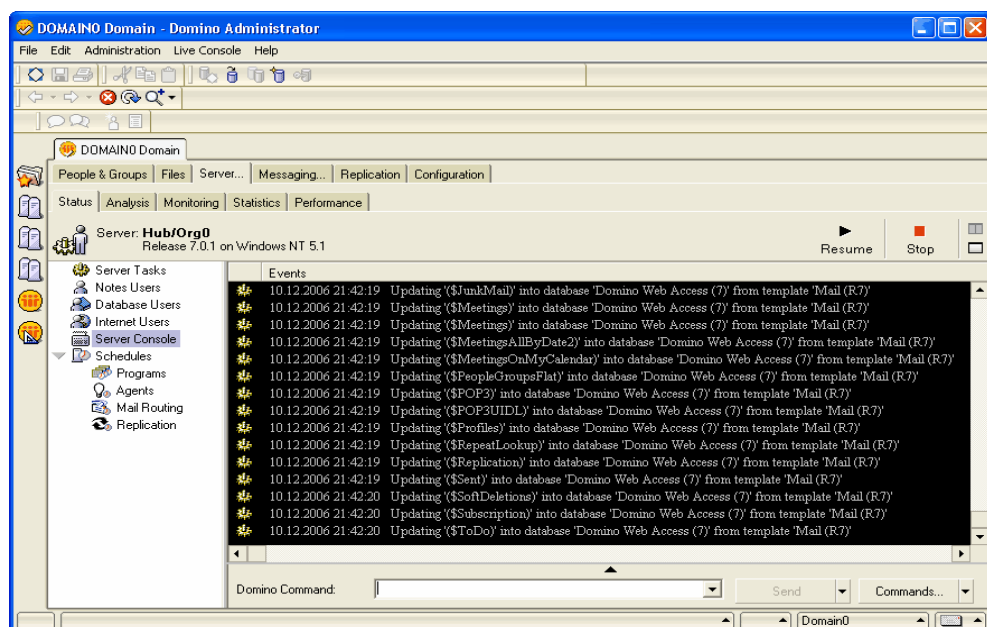 DOMAIN0 Domain - Domino Administrator
File Edit Administration Live Console Help
DOMAIN0 Domain
People & Groups Files Server... Messaging... Replication Configuration
Status Analysis Monitoring Statistics Performance
Server: Hub/Org0
Release 7.0.1 on Windows NT 5.1
Resume Stop
Server Tasks
Notes Users
Database Users
Internet Users
Server Console
Schedules
Programs
Agents
Mail Routing
Replication
Events
10.12.2006 21:42:19 Updating '($JunkMail)' into database 'Domino Web Access (7)' from template 'Mail (R7)'
10.12.2006 21:42:19 Updating '($Meetings)' into database 'Domino Web Access (7)' from template 'Mail (R7)'
10.12.2006 21:42:19 Updating '($Meetings)' into database 'Domino Web Access (7)' from template 'Mail (R7)'
10.12.2006 21:42:19 Updating '($MeetingsAllByDate2)' into database 'Domino Web Access (7)' from template 'Mail (R7)'
10.12.2006 21:42:19 Updating '($MeetingsOnMyCalendar)' into database 'Domino Web Access (7)' from template 'Mail (R7)'
10.12.2006 21:42:19 Updating '($PeopleGroupsFlat)' into database 'Domino Web Access (7)' from template 'Mail (R7)'
10.12.2006 21:42:19 Updating '($POP3)' into database 'Domino Web Access (7)' from template 'Mail (R7)'
10.12.2006 21:42:19 Updating '($POP3UIDL)' into database 'Domino Web Access (7)' from template 'Mail (R7)'
10.12.2006 21:42:19 Updating '($Profiles)' into database 'Domino Web Access (7)' from template 'Mail (R7)'
10.12.2006 21:42:19 Updating '($RepeatLookup)' into database 'Domino Web Access (7)' from template 'Mail (R7)'
10.12.2006 21:42:19 Updating '($Replication)' into database 'Domino Web Access (7)' from template 'Mail (R7)'
10.12.2006 21:42:19 Updating '($Sent)' into database 'Domino Web Access (7)' from template 'Mail (R7)'
10.12.2006 21:42:20 Updating '($SoftDeletions)' into database 'Domino Web Access (7)' from template 'Mail (R7)'
10.12.2006 21:42:20 Updating '($Subscription)' into database 'Domino Web Access (7)' from template 'Mail (R7)'
10.12.2006 21:42:20 Updating '($ToDo)' into database 'Domino Web Access (7)' from template 'Mail (R7)'
Domino Command: Send Commands...
Domain0